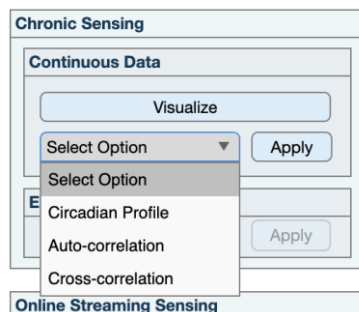 Chronic Sensing
Continuous Data
Visualize
Select Option Apply
Select Option
Circadian Profile
Auto-correlation
Apply
Cross-correlation
Online Streaming Sensing